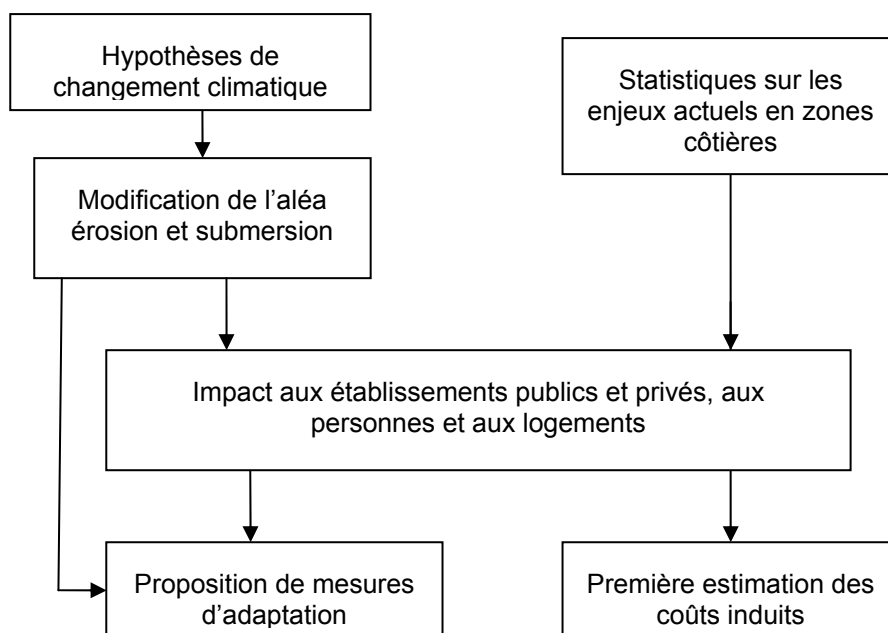 Hypothèses de
changement climatique
Statistiques sur les
enjeux actuels en zones
côtières
Modification de l’aléa
érosion et submersion
Impact aux établissements publics et privés, aux
personnes et aux logements
Proposition de mesures
d’adaptation
Première estimation des
coûts induits